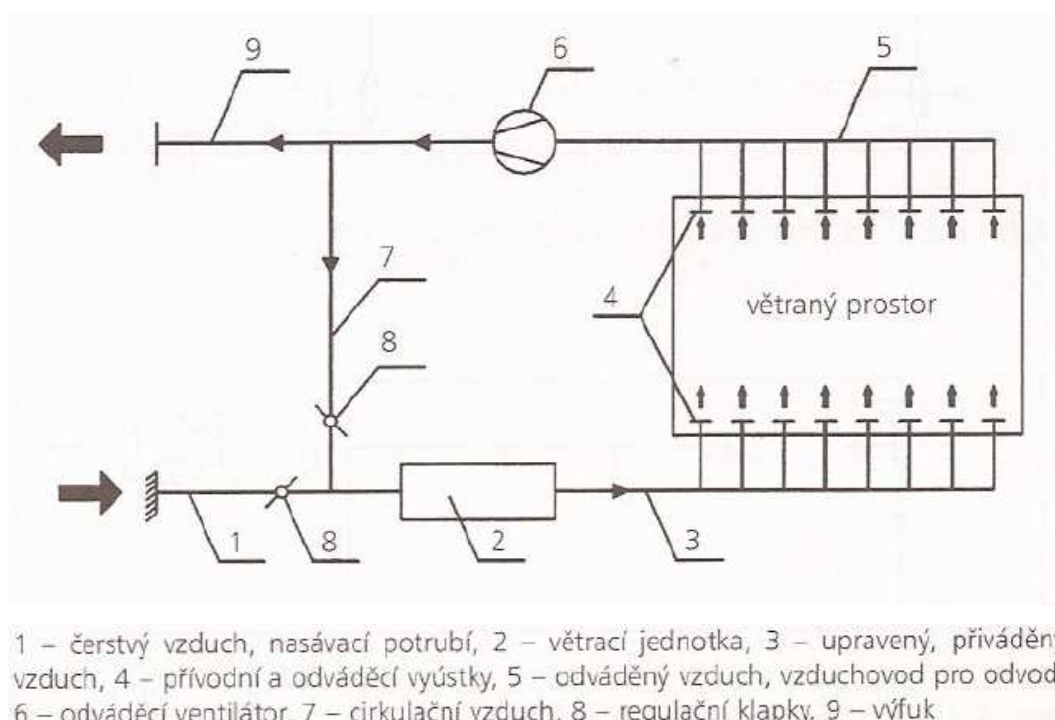 9
6
5
7
4
větraný prostor
8
1
8
2
3
1 – čerstvý vzduch, nasávací potrubí, 2 – větrací jednotka, 3 – upravený, přiváděný
vzduch, 4 – přívodní a odváděcí vyústky, 5 – odváděný vzduch, vzduchovod pro odvod
6 – odváděcí ventilátor, 7 – cirkulační vzduch, 8 – regulační klapky, 9 – výfuk